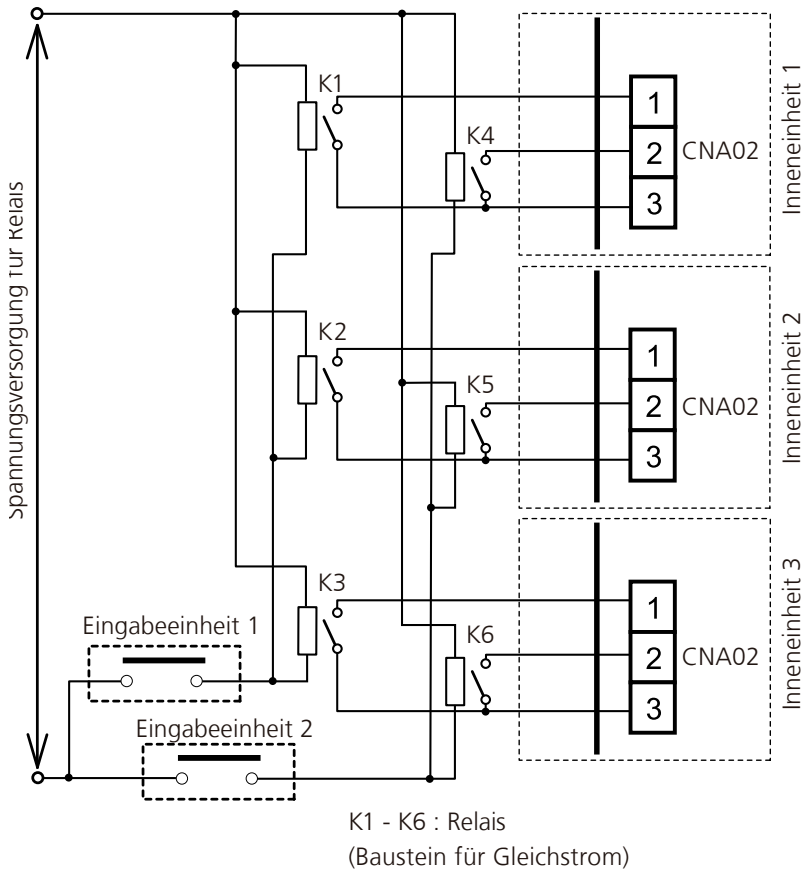 K1
K4
1
2
3
CNA02
Inneneinheit 1
Spannungsversorgung für Relais
K2
K5
1
2
3
CNA02
Inneneinheit 2
K3
K6
1
2
3
CNA02
Inneneinheit 3
Eingabeeinheit 1
Eingabeeinheit 2
K1 - K6 : Relais
(Baustein für Gleichstrom)